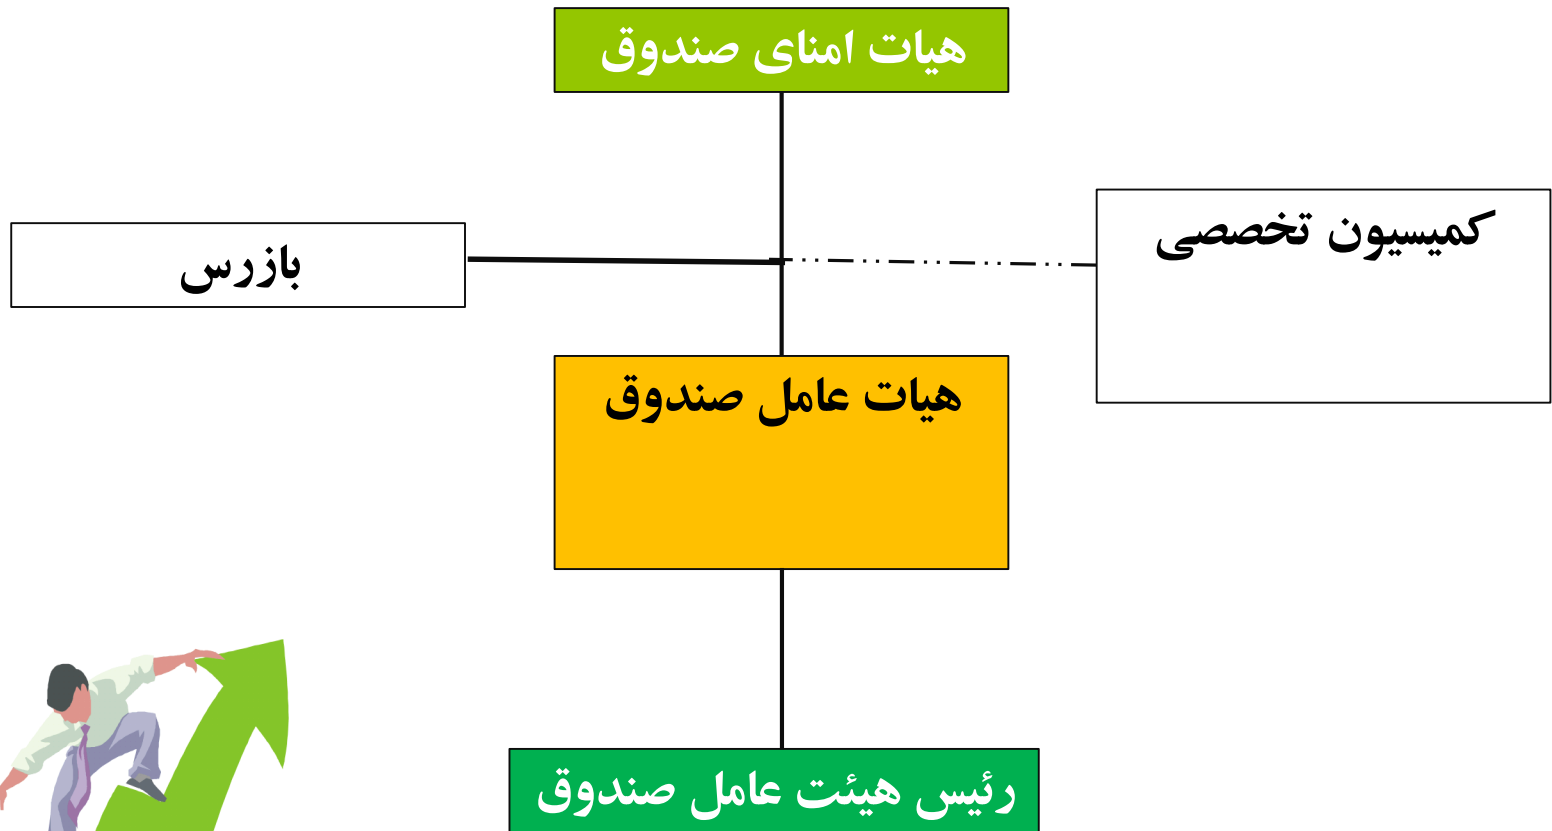 هیات امنای صندوق
کمیسیون تخصصی
بازرس
هیات عامل صندوق
رئیس هیئت عامل صندوق